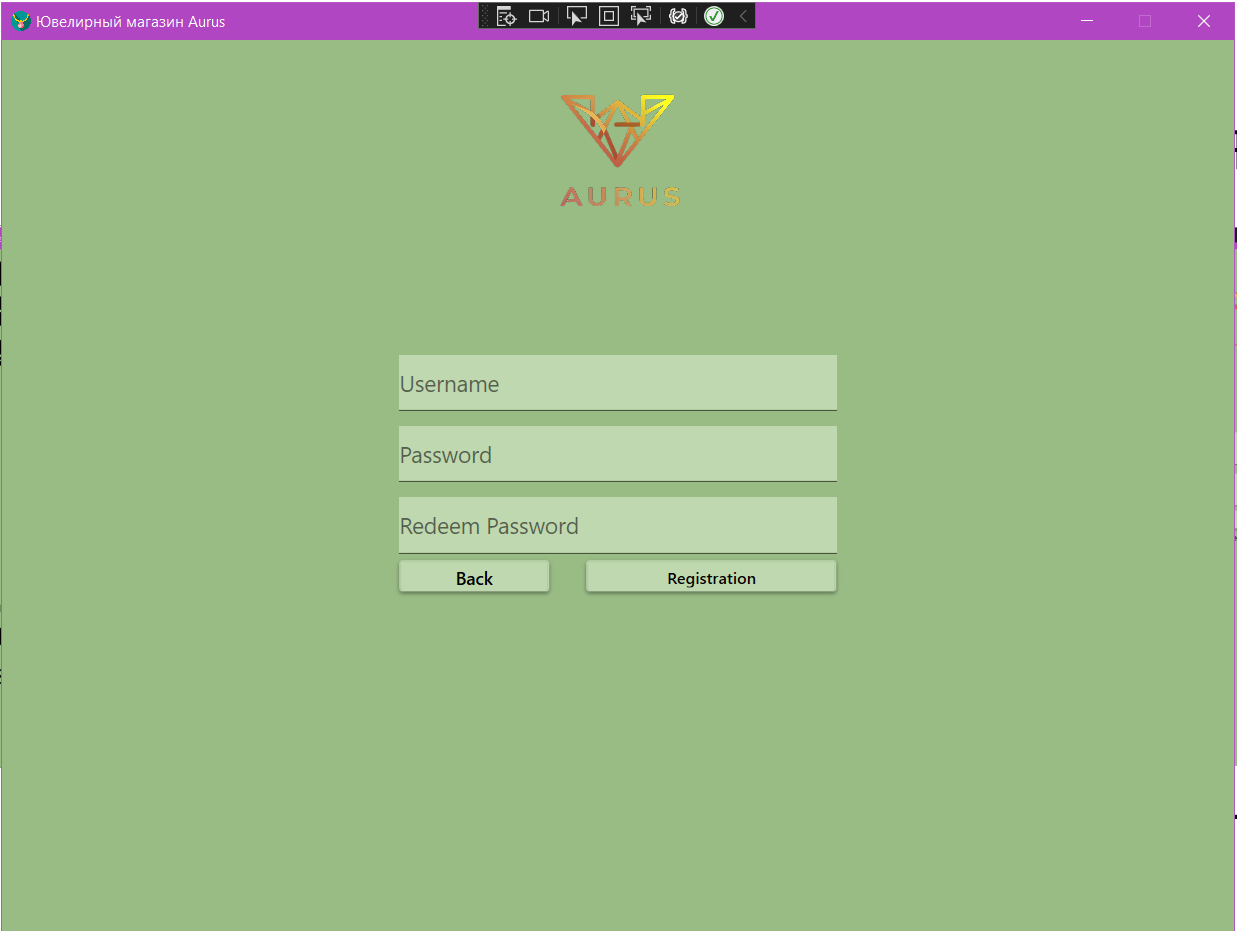 Ювелирный магазин Aurus
AURUS
Username
Password
Redeem Password
Back
Registration